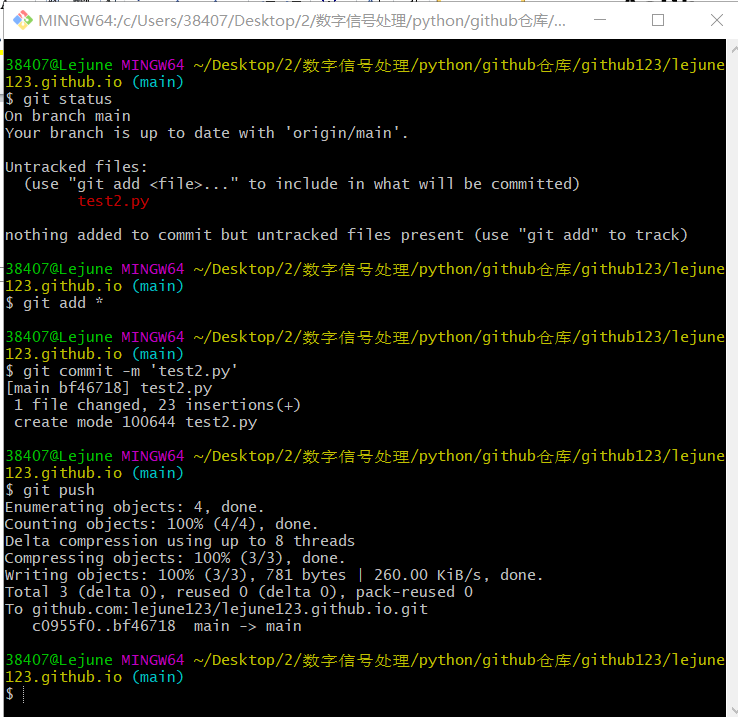 MINGW64:/c/Users/38407/Desktop/2/数字信号处理/python/github仓库/...
38407@Lejune MINGW64 ~/Desktop/2/数字信号处理/python/github仓库/github123/lejune
123.github.io (main)
$ git status
On branch main
Your branch is up to date with 'origin/main'.
Untracked files:
  (use "git add <file>..." to include in what will be committed)
        test2.py
nothing added to commit but untracked files present (use "git add" to track)
38407@Lejune MINGW64 ~/Desktop/2/数字信号处理/python/github仓库/github123/lejune
123.github.io (main)
$ git add *
38407@Lejune MINGW64 ~/Desktop/2/数字信号处理/python/github仓库/github123/lejune
123.github.io (main)
$ git commit -m 'test2.py'
[main bf46718] test2.py
 1 file changed, 23 insertions(+)
 create mode 100644 test2.py
38407@Lejune MINGW64 ~/Desktop/2/数字信号处理/python/github仓库/github123/lejune
123.github.io (main)
$ git push
Enumerating objects: 4, done.
Counting objects: 100% (4/4), done.
Delta compression using up to 8 threads
Compressing objects: 100% (3/3), done.
Writing objects: 100% (3/3), 781 bytes | 260.00 KiB/s, done.
Total 3 (delta 0), reused 0 (delta 0), pack-reused 0
To github.com:lejune123/lejune123.github.io.git
   c0955f0..bf46718  main -> main
38407@Lejune MINGW64 ~/Desktop/2/数字信号处理/python/github仓库/github123/lejune
123.github.io (main)
$